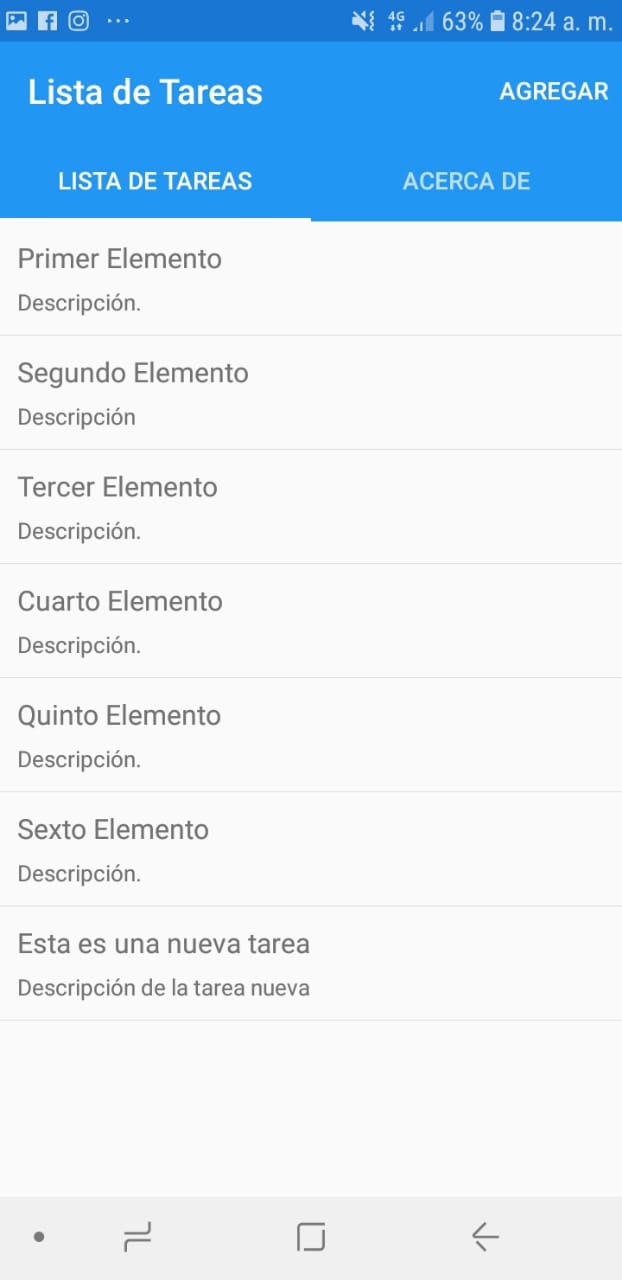 4G 63% 8:24 a. m.
Lista de Tareas AGREGAR
LISTA DE TAREAS ACERCA DE
Primer Elemento
Descripción.
Segundo Elemento
Descripción
Tercer Elemento
Descripción.
Cuarto Elemento
Descripción.
Quinto Elemento
Descripción.
Sexto Elemento
Descripción.
Esta es una nueva tarea
Descripción de la tarea nueva